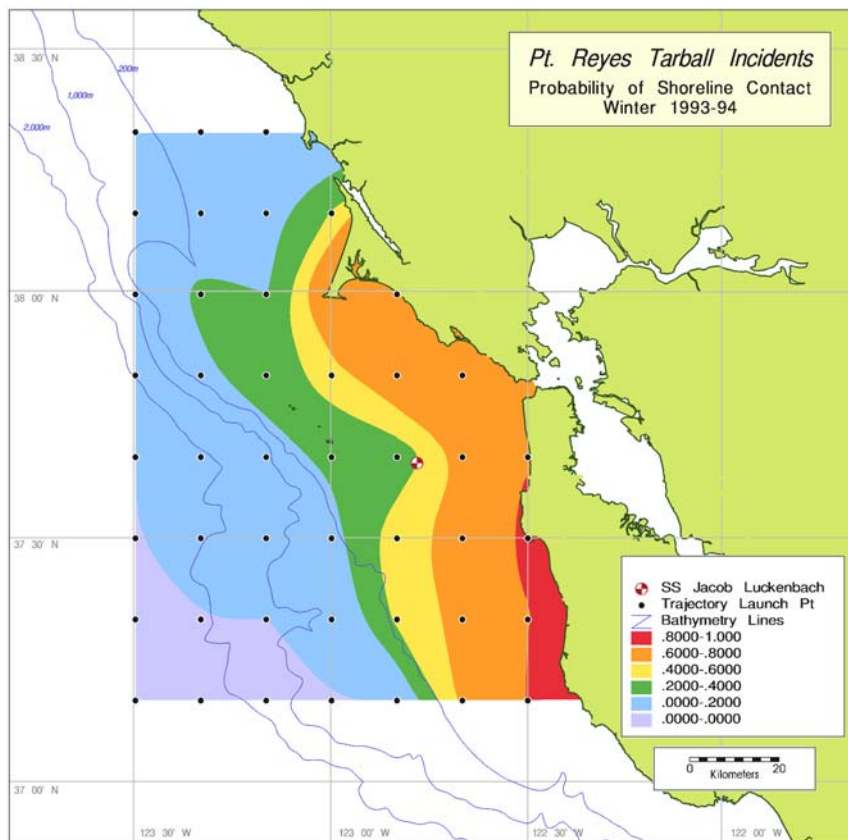 Pt. Reyes Tarball Incidents
Probability of Shoreline Contact
Winter 1993-94
38 30 N
200m
1,000m
2,000m
38 00 N
37 30 N
SS Jacob Luckenbach
Trajectory Launch Pt
Bathymetry Lines
.8000-1.000
.6000-.8000
.4000-.6000
.2000-.4000
.0000-.2000
.0000-.0000
0 20
Kilometers
37 00 N
123 30 W 123 00 W 122 30 W 122 00 W